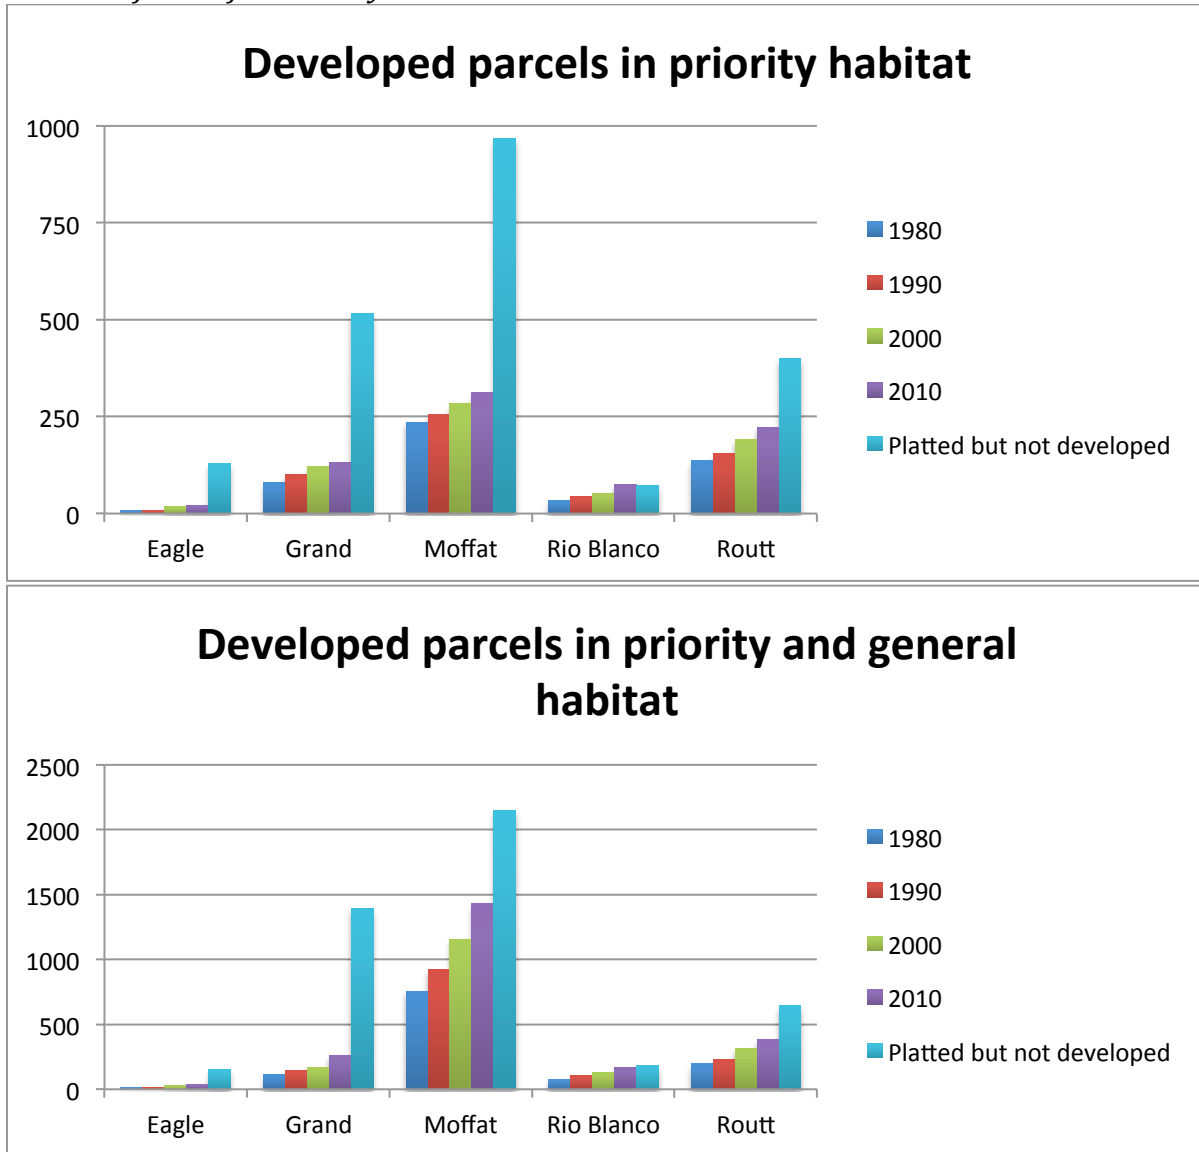 Developed parcels in priority habitat
1000
750
500
250
0
Eagle Grand Moffat Rio Blanco Routt
1980
1990
2000
2010
Platted but not developed
Developed parcels in priority and general
habitat
2500
2000
1500
1000
500
0
Eagle Grand Moffat Rio Blanco Routt
1980
1990
2000
2010
Platted but not developed